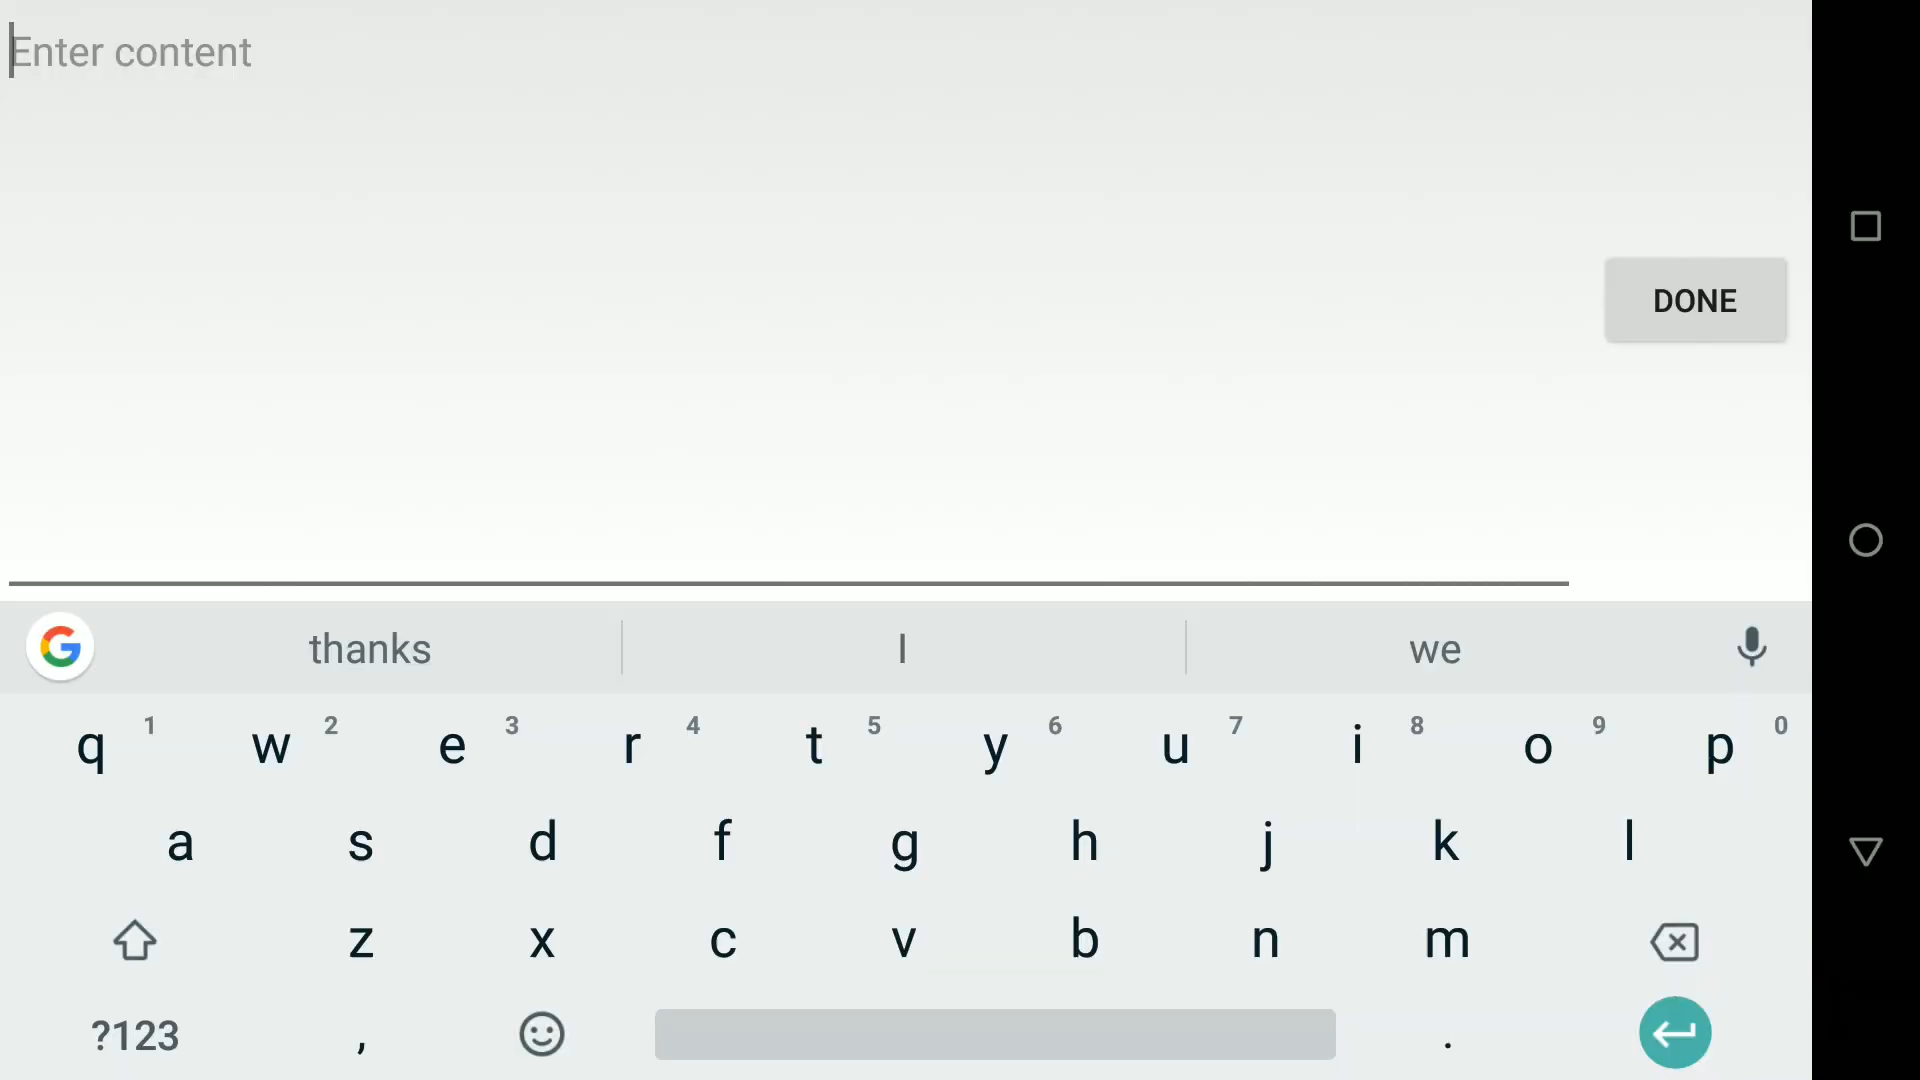 Enter content
DONE
thanks I we
q 1 w 2 e 3 r 4 t 5 y 6 u 7 i 8 o 9 p 0
a s d f g h j k l
z x c v b n m
?123 , .